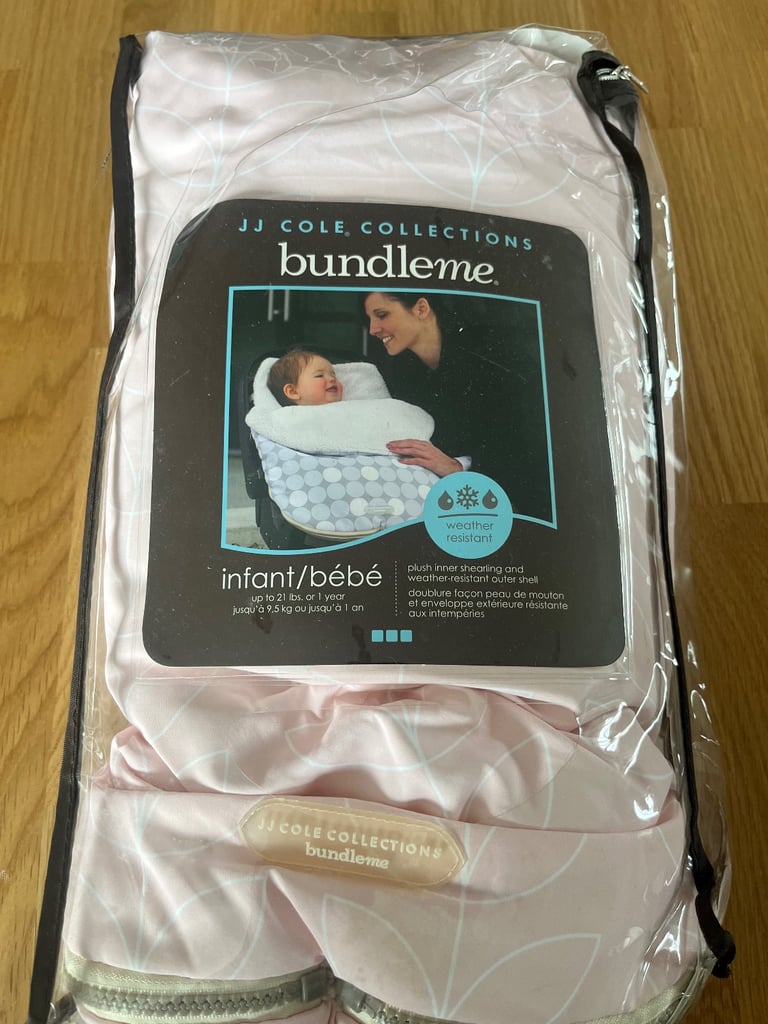 JJ COLE® COLLECTIONS
bundleme®
weather
resistant
infant/bébé
up to 21 lbs. or 1 year
jusqu'à 9,5 kg ou jusqu'à 1 an
plush inner shearling and
weather-resistant outer shell
doublure façon peau de mouton
et enveloppe extérieure résistante
aux intempéries
JJ COLE COLLECTIONS
bundleme